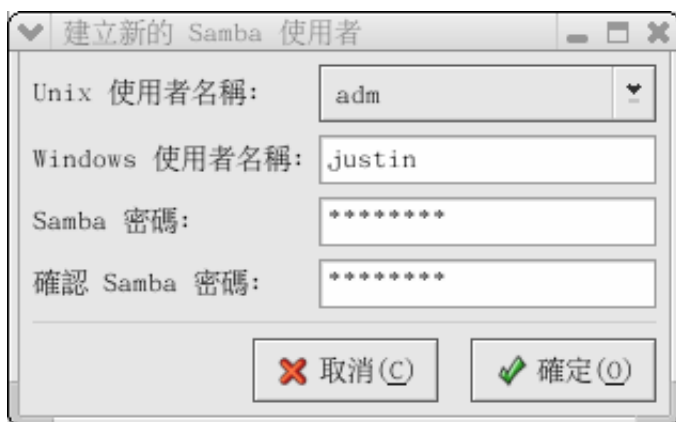 建立新的 Samba 使用者
Unix 使用者名稱: adm
Windows 使用者名稱: justin
Samba 密碼: ********
確認 Samba 密碼: ********
取消(C) 確定(O)